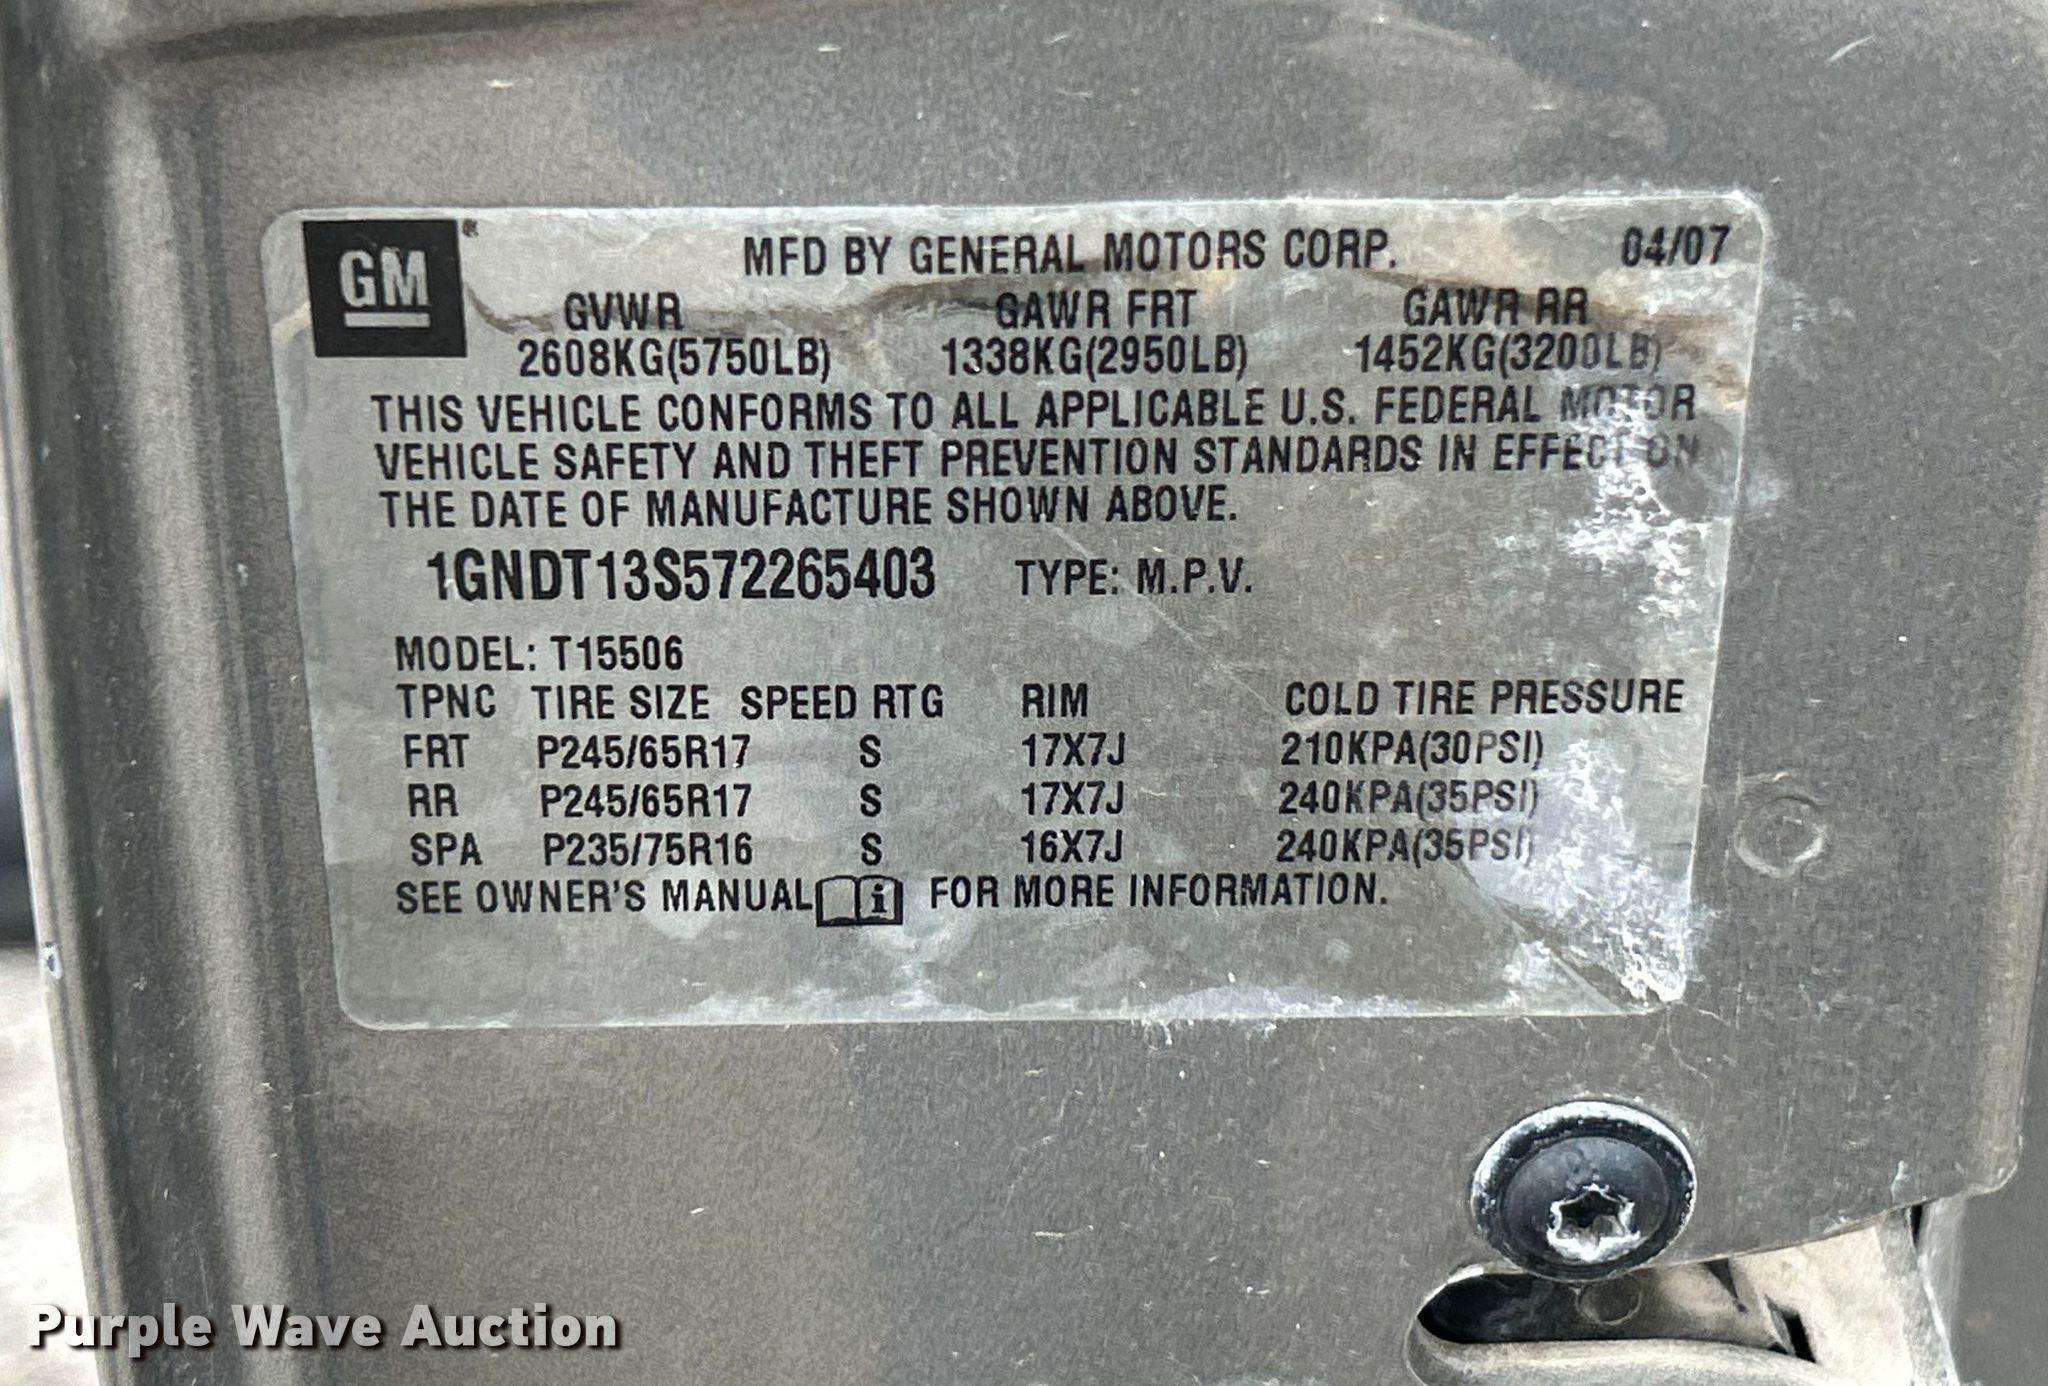 GM® MFD BY GENERAL MOTORS CORP. 04/07
GVWR GAWR FRT GAWR RR
2608KG(5750LB) 1338KG(2950LB) 1452KG(3200LB)
THIS VEHICLE CONFORMS TO ALL APPLICABLE U.S. FEDERAL MOTOR
VEHICLE SAFETY AND THEFT PREVENTION STANDARDS IN EFFECT ON
THE DATE OF MANUFACTURE SHOWN ABOVE.
1GNDT13S572265403 TYPE: M.P.V.
MODEL: T15506
TPNC TIRE SIZE SPEED RTG RIM COLD TIRE PRESSURE
FRT P245/65R17 S 17X7J 210KPA(30PSI)
RR P245/65R17 S 17X7J 240KPA(35PSI)
SPA P235/75R16 S 16X7J 240KPA(35PSI)
SEE OWNER'S MANUAL i FOR MORE INFORMATION.
Purple Wave Auction